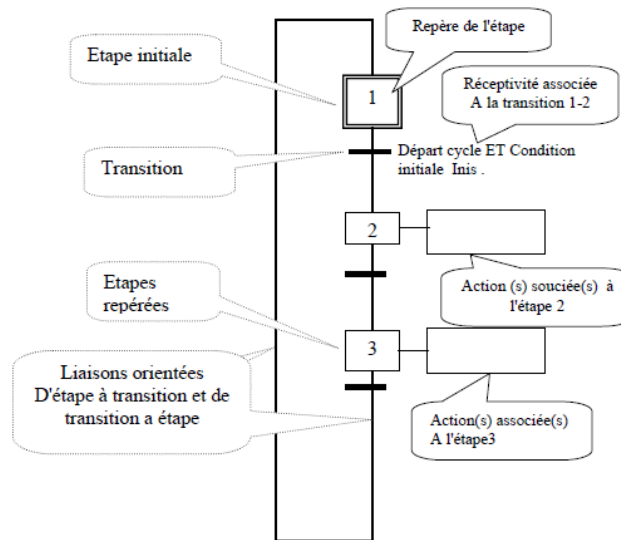 Repère de l'étape
Etape initiale
1
Réceptivité associée
A la transition 1-2
Départ cycle ET Condition
initiale Inis .
Transition
2
Action (s) souciée(s) à
l'étape 2
Etapes
repérées
3
Liaisons orientées
D'étape à transition et de
transition a étape
Action(s) associée(s)
A l'étape3